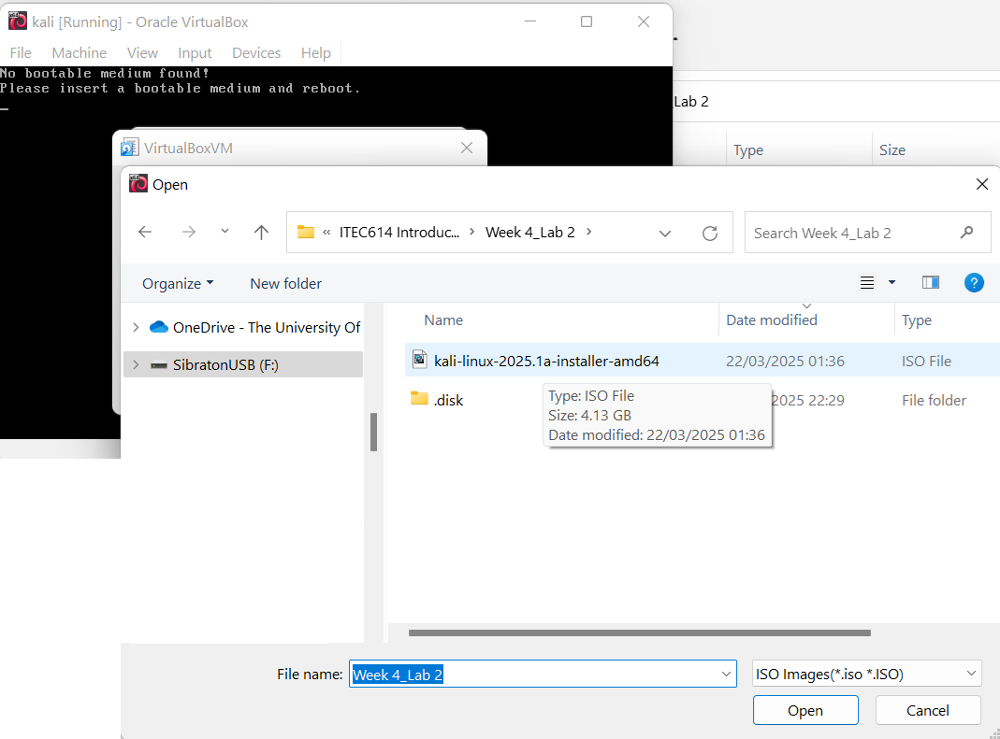 kali [Running] - Oracle VirtualBox
File Machine View Input Devices Help
No bootable medium found!
Please insert a bootable medium and reboot.
_
_Lab 2
Type Size
VirtualBoxVM
Open
« ITEC614 Introduc... > Week 4_Lab 2 >
Search Week 4_Lab 2
Organize New folder
?
OneDrive - The University Of
SibratonUSB (F:)
Name Date modified Type
kali-linux-2025.1a-installer-amd64 22/03/2025 01:36 ISO File
.disk 2025 22:29 File folder
Type: ISO File
Size: 4.13 GB
Date modified: 22/03/2025 01:36
File name: Week 4_Lab 2 ISO Images(*.iso *.ISO)
Open Cancel